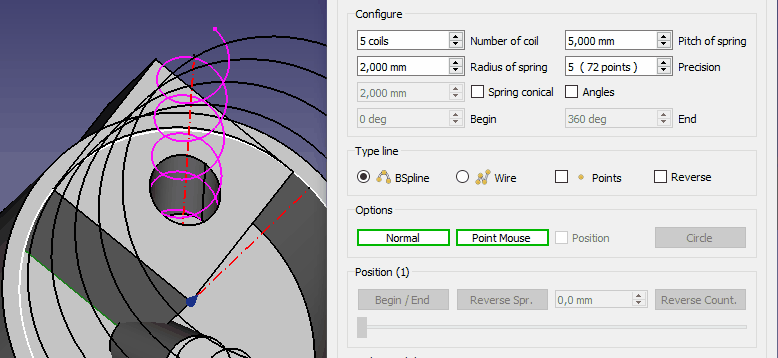 Configure
5 coils Number of coil 5,000 mm Pitch of spring
2,000 mm Radius of spring 5 ( 72 points ) Precision
2,000 mm Spring conical Angles
0 deg Begin 360 deg End
Type line
BSpline Wire Points Reverse
Options
Normal Point Mouse Position Circle
Position (1)
Begin / End Reverse Spr. 0,0 mm Reverse Count.